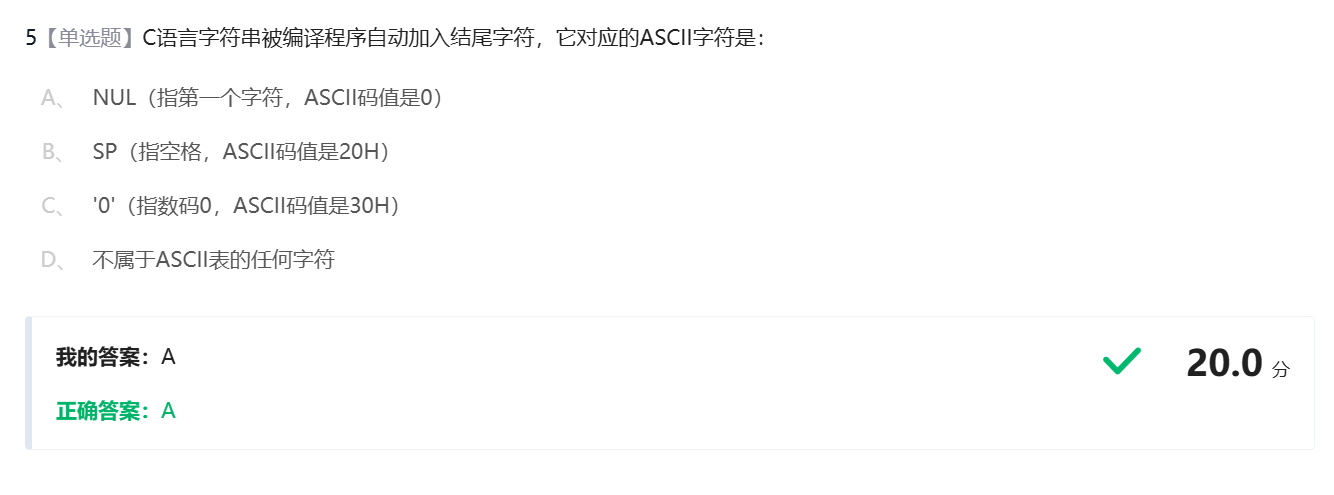 5【单选题】C语言字符串被编译程序自动加入结尾字符，它对应的ASCII字符是：
A、 NUL（指第一个字符，ASCII码值是0）
B、 SP（指空格，ASCII码值是20H）
C、 '0'（指数码0，ASCII码值是30H）
D、 不属于ASCII表的任何字符
我的答案：A
20.0 分
正确答案：A